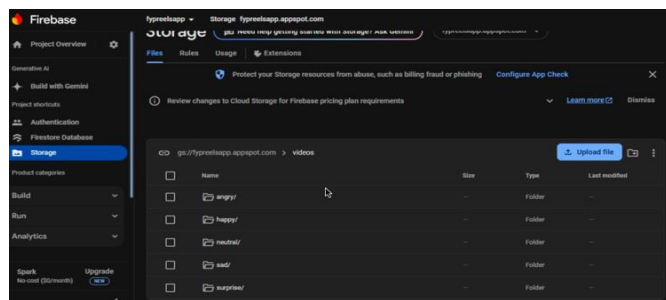 Firebase
fypreelsapp
Storage fypreelsapp.appspot.com
Storage
Need help getting started with Storage? Ask Gemini
fypreelsapp.appspot.com
Project Overview
Files Rules Usage Extensions
Generative AI
Build with Gemini
Protect your Storage resources from abuse, such as billing fraud or phishing Configure App Check
Project shortcuts
Review changes to Cloud Storage for Firebase pricing plan requirements Learn more Dismiss
Authentication
Firestore Database
Storage
gs://fypreelsapp.appspot.com > videos Upload file
Product categories
Name Size Type Last modified
Build
angry/ — Folder —
Run
happy/ — Folder —
Analytics
neutral/ — Folder —
sad/ — Folder —
Spark Upgrade
No-cost ($0/month) NEW
surprise/ — Folder —